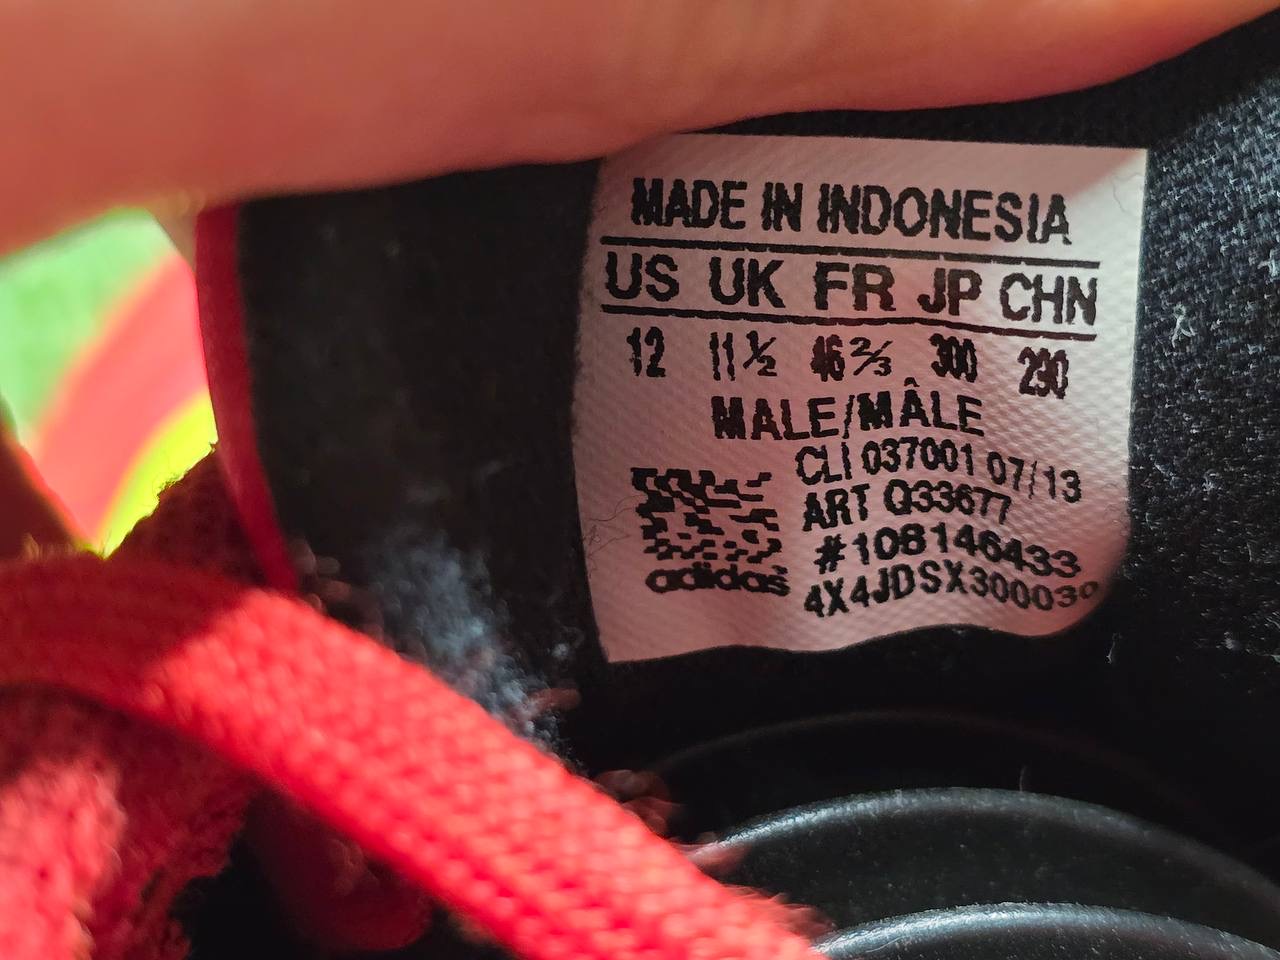 MADE IN INDONESIA
US UK FR JP CHN
12 11½ 46⅔ 300 290
MALE/MÂLE
CLI 037001 07/13
ART Q33677
#108146433
4X4JDSX300030
adidas